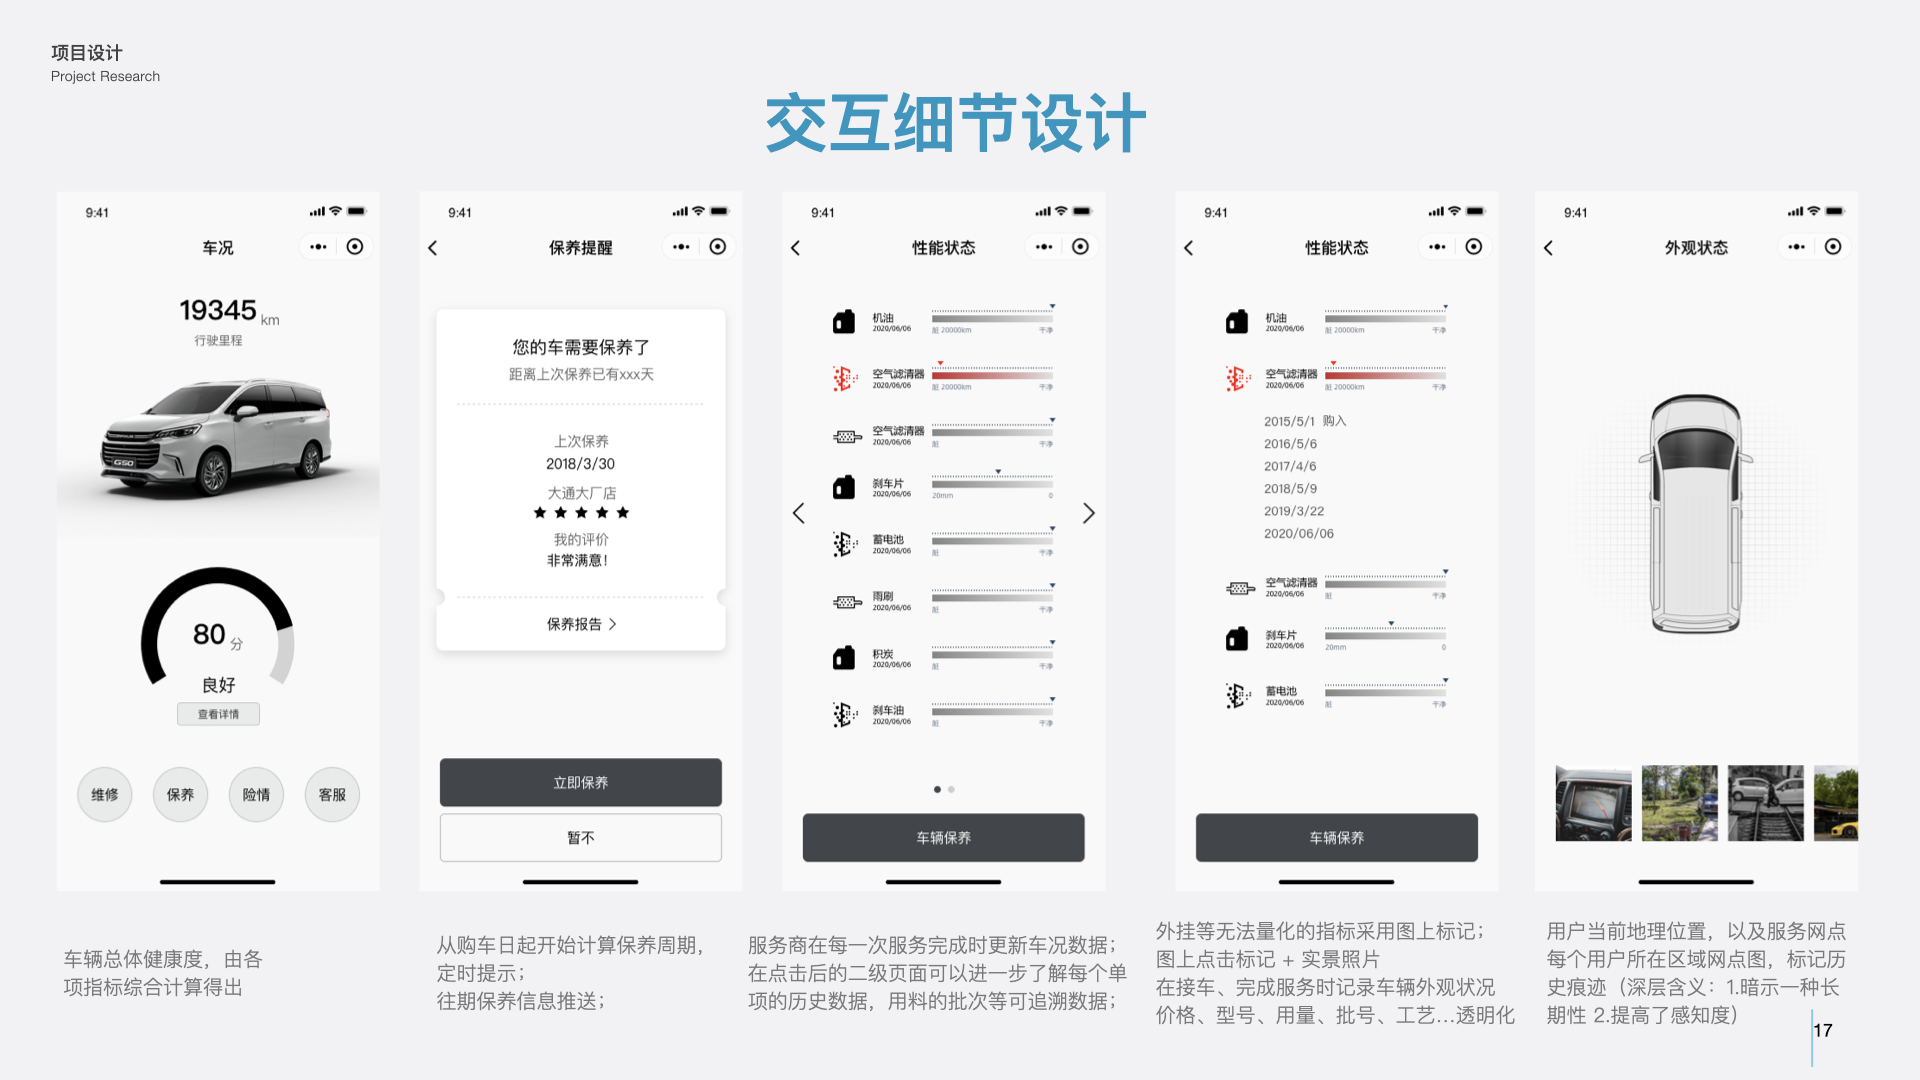 项目设计
Project Research
交互细节设计
9:41
车况
19345 km
行驶里程
G50
80 分
良好
查看详情
维修
保养
险情
客服
9:41
保养提醒
您的车需要保养了
距离上次保养已有xxx天
上次保养
2018/3/30
大通大厂店
★ ★ ★ ★ ★
我的评价
非常满意！
保养报告
立即保养
暂不
9:41
性能状态
机油
2020/06/06
脏 20000km 干净
空气滤清器
2020/06/06
脏 20000km 干净
空气滤清器
2020/06/06
脏 干净
刹车片
2020/06/06
20mm 0
蓄电池
2020/06/06
脏 干净
雨刷
2020/06/06
脏 干净
积炭
2020/06/06
脏 干净
刹车油
2020/06/06
脏 干净
车辆保养
9:41
性能状态
机油
2020/06/06
脏 20000km 干净
空气滤清器
2020/06/06
脏 20000km 干净
2015/5/1 购入
2016/5/6
2017/4/6
2018/5/9
2019/3/22
2020/06/06
空气滤清器
2020/06/06
脏 干净
刹车片
2020/06/06
20mm 0
蓄电池
2020/06/06
脏 干净
车辆保养
9:41
外观状态
车辆总体健康度，由各
项指标综合计算得出
从购车日起开始计算保养周期，
定时提示；
往期保养信息推送；
服务商在每一次服务完成时更新车况数据；
在点击后的二级页面可以进一步了解每个单
项的历史数据，用料的批次等可追溯数据；
外挂等无法量化的指标采用图上标记；
图上点击标记 + 实景照片
在接车、完成服务时记录车辆外观状况
价格、型号、用量、批号、工艺...透明化
用户当前地理位置，以及服务网点
每个用户所在区域网点图，标记历
史痕迹（深层含义：1.暗示一种长
期性 2.提高了感知度）
17